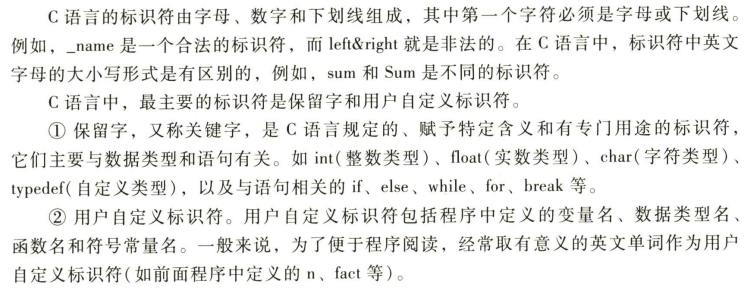 C 语言的标识符由字母、数字和下划线组成，其中第一个字符必须是字母或下划线。
例如，_name 是一个合法的标识符，而 left&right 就是非法的。在 C 语言中，标识符中英文
字母的大小写形式是有区别的，例如，sum 和 Sum 是不同的标识符。
C 语言中，最主要的标识符是保留字和用户自定义标识符。
① 保留字，又称关键字，是 C 语言规定的、赋予特定含义和有专门用途的标识符，
它们主要与数据类型和语句有关。如 int(整数类型)、float(实数类型)、char(字符类型)、
typedef(自定义类型)，以及与语句相关的 if、else、while、for、break 等。
② 用户自定义标识符。用户自定义标识符包括程序中定义的变量名、数据类型名、
函数名和符号常量名。一般来说，为了便于程序阅读，经常取有意义的英文单词作为用户
自定义标识符(如前面程序中定义的 n、fact 等)。